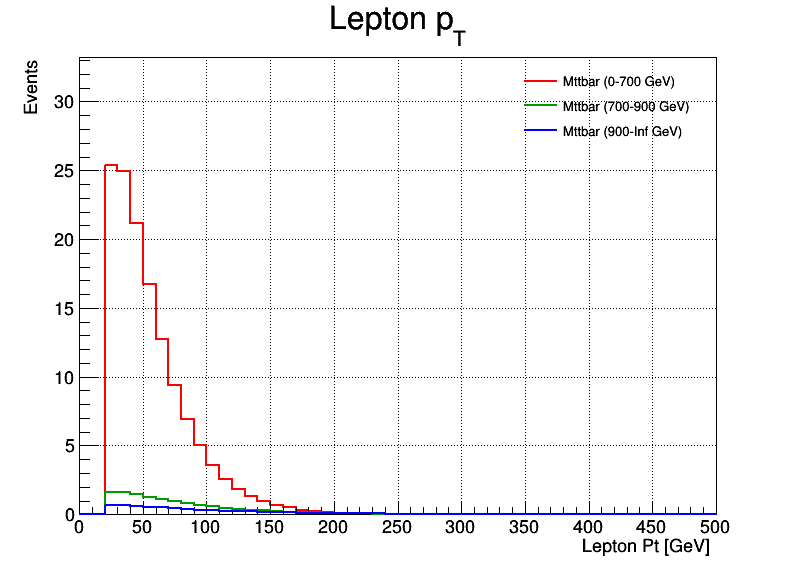 Lepton pT
Events
Mttbar (0-700 GeV)
Mttbar (700-900 GeV)
Mttbar (900-Inf GeV)
30
25
20
15
10
5
0
0 50 100 150 200 250 300 350 400 450 500
Lepton Pt [GeV]